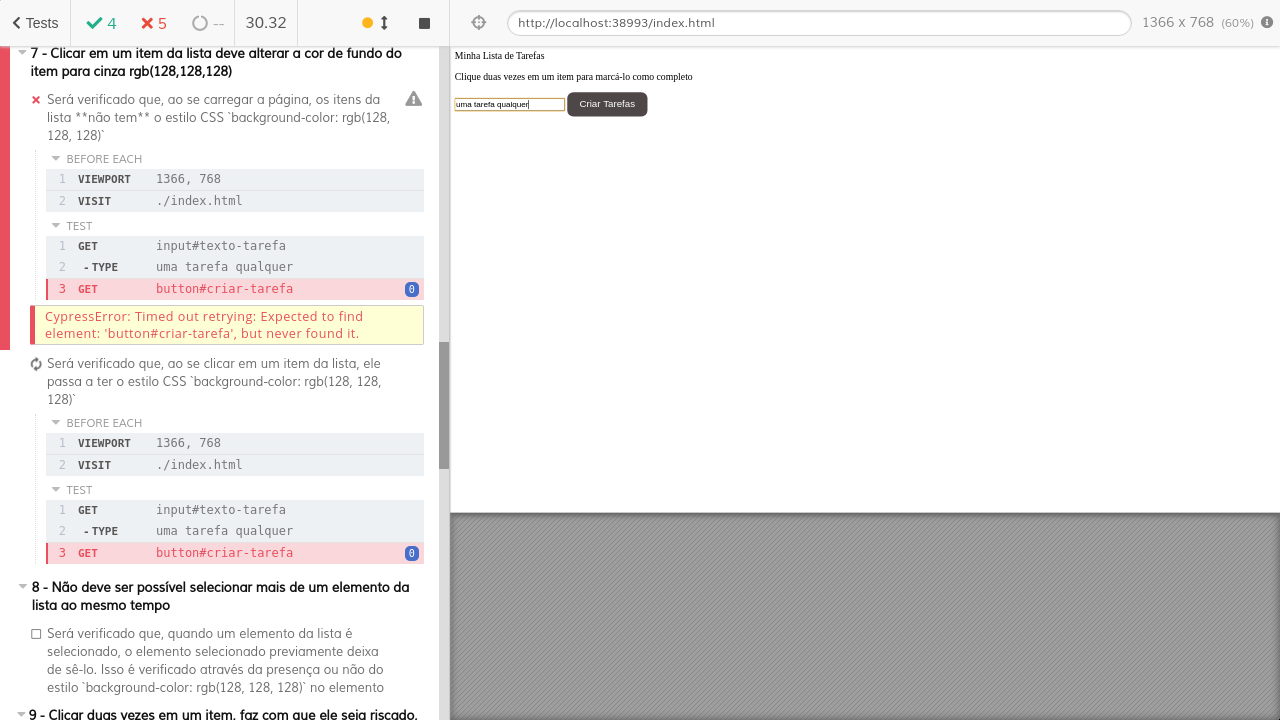 Tests
4
5
--
30.32
http://localhost:38993/index.html
1366 x 768 (60%)
7 - Clicar em um item da lista deve alterar a cor de fundo do
item para cinza rgb(128,128,128)
Será verificado que, ao se carregar a página, os itens da
lista **não tem** o estilo CSS `background-color: rgb(128,
128, 128)`
BEFORE EACH
1 VIEWPORT 1366, 768
2 VISIT ./index.html
TEST
1 GET input#texto-tarefa
2 -TYPE uma tarefa qualquer
3 GET button#criar-tarefa 0
CypressError: Timed out retrying: Expected to find
element: 'button#criar-tarefa', but never found it.
Será verificado que, ao se clicar em um item da lista, ele
passa a ter o estilo CSS `background-color: rgb(128, 128,
128)`
BEFORE EACH
1 VIEWPORT 1366, 768
2 VISIT ./index.html
TEST
1 GET input#texto-tarefa
2 -TYPE uma tarefa qualquer
3 GET button#criar-tarefa 0
8 - Não deve ser possível selecionar mais de um elemento da
lista ao mesmo tempo
Será verificado que, quando um elemento da lista é
selecionado, o elemento selecionado previamente deixa
de sê-lo. Isso é verificado através da presença ou não do
estilo `background-color: rgb(128, 128, 128)` no elemento
9 - Clicar duas vezes em um item, faz com que ele seja riscado,
Minha Lista de Tarefas
Clique duas vezes em um item para marcá-lo como completo
uma tarefa qualquer
Criar Tarefas